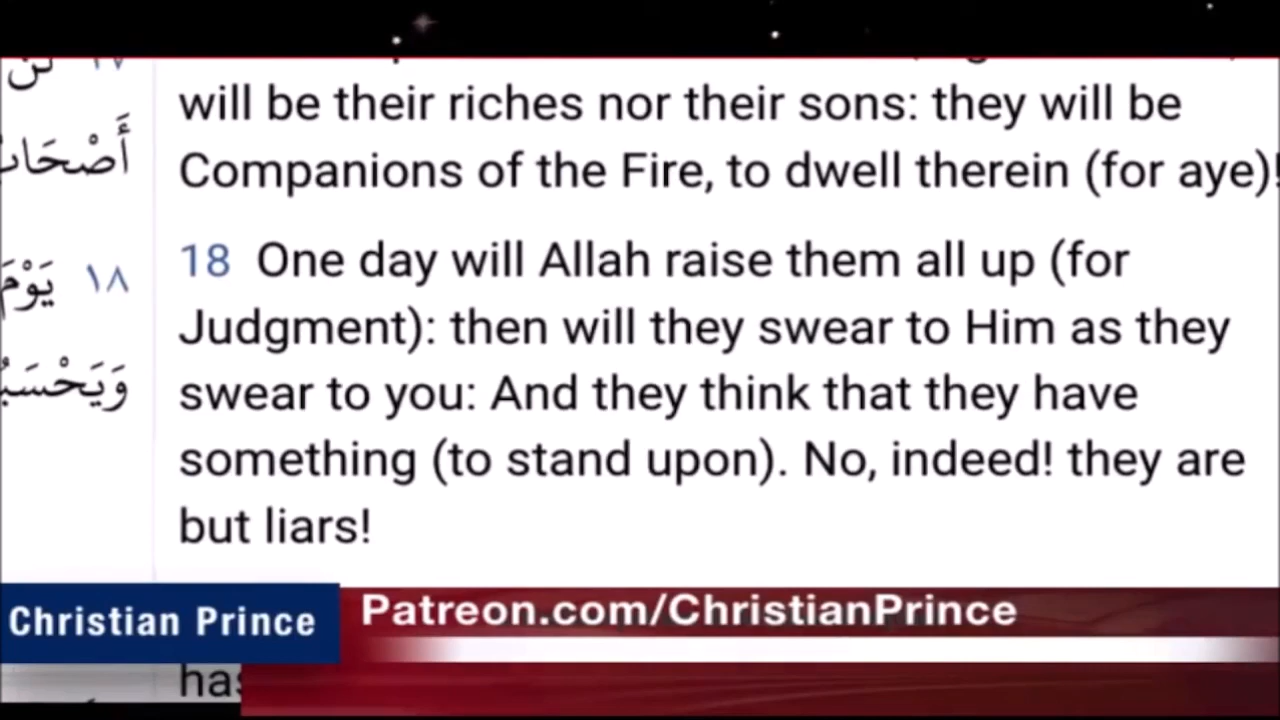 will be their riches nor their sons: they will be
Companions of the Fire, to dwell therein (for aye)!
18 One day will Allah raise them all up (for
Judgment): then will they swear to Him as they
swear to you: And they think that they have
something (to stand upon). No, indeed! they are
but liars!
١٧ لَن
أَصْحَاب
١٨ يَوْمَ
Christian Prince
Patreon.com/ChristianPrince